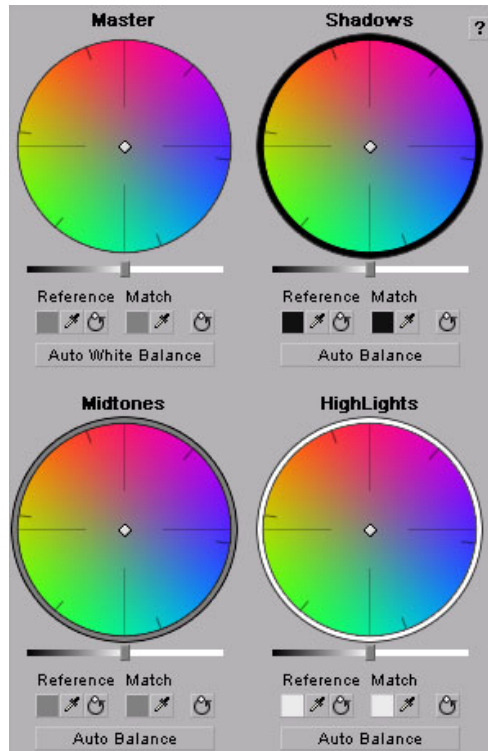 Master
Shadows
?
Reference Match
Auto White Balance
Reference Match
Auto Balance
Midtones
HighLights
Reference Match
Auto Balance
Reference Match
Auto Balance